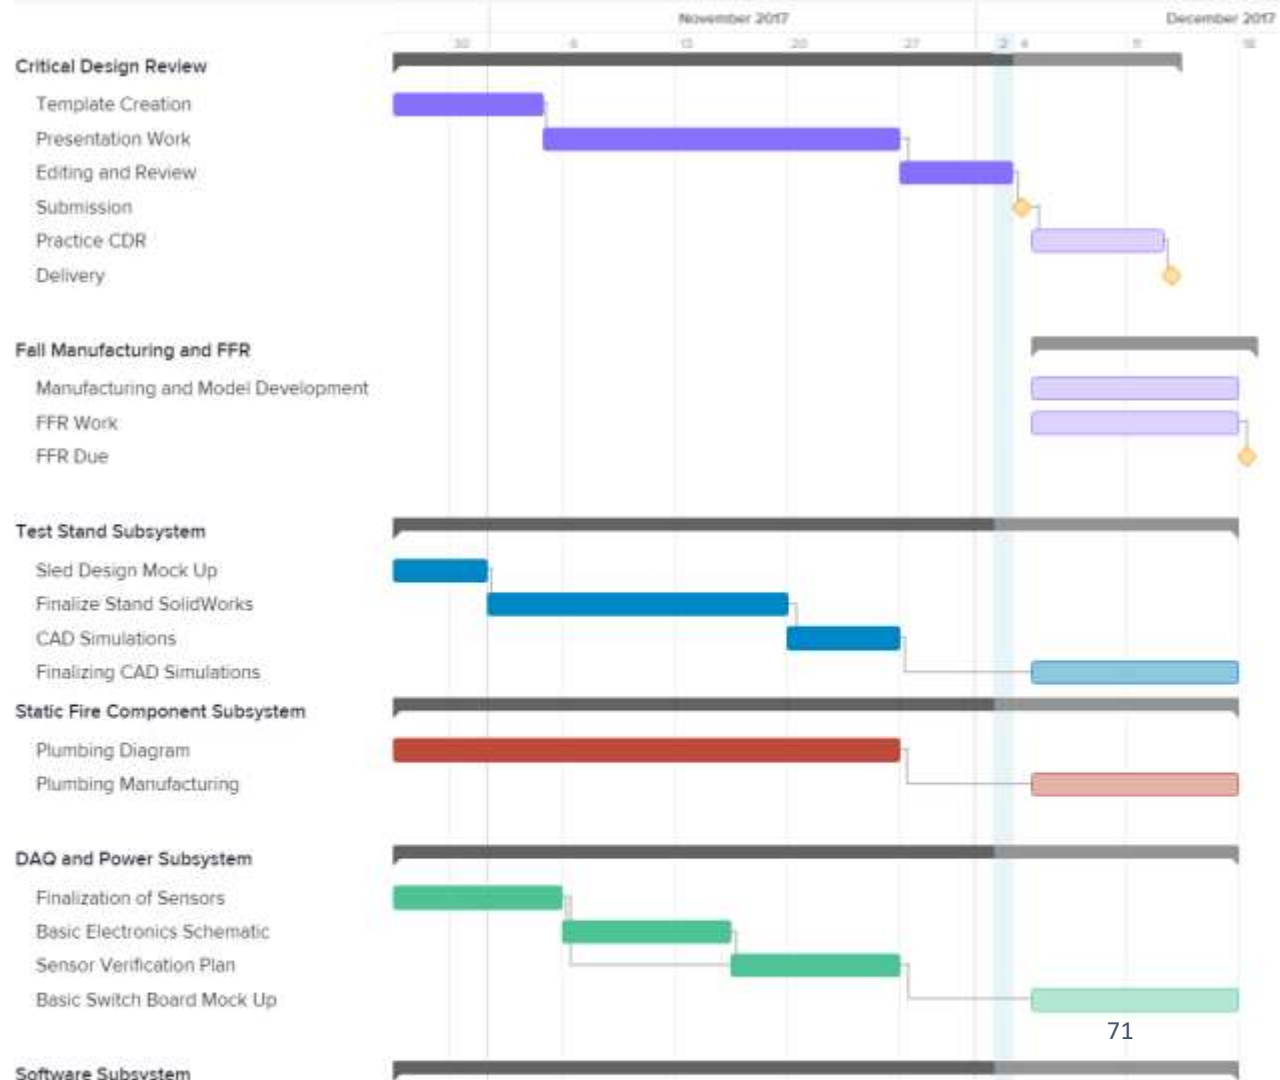 November 2017 December 2017
30 6 13 20 27 2 4 11 18
Critical Design Review
Template Creation
Presentation Work
Editing and Review
Submission
Practice CDR
Delivery
Fall Manufacturing and FFR
Manufacturing and Model Development
FFR Work
FFR Due
Test Stand Subsystem
Sled Design Mock Up
Finalize Stand SolidWorks
CAD Simulations
Finalizing CAD Simulations
Static Fire Component Subsystem
Plumbing Diagram
Plumbing Manufacturing
DAQ and Power Subsystem
Finalization of Sensors
Basic Electronics Schematic
Sensor Verification Plan
Basic Switch Board Mock Up
71
Software Subsystem